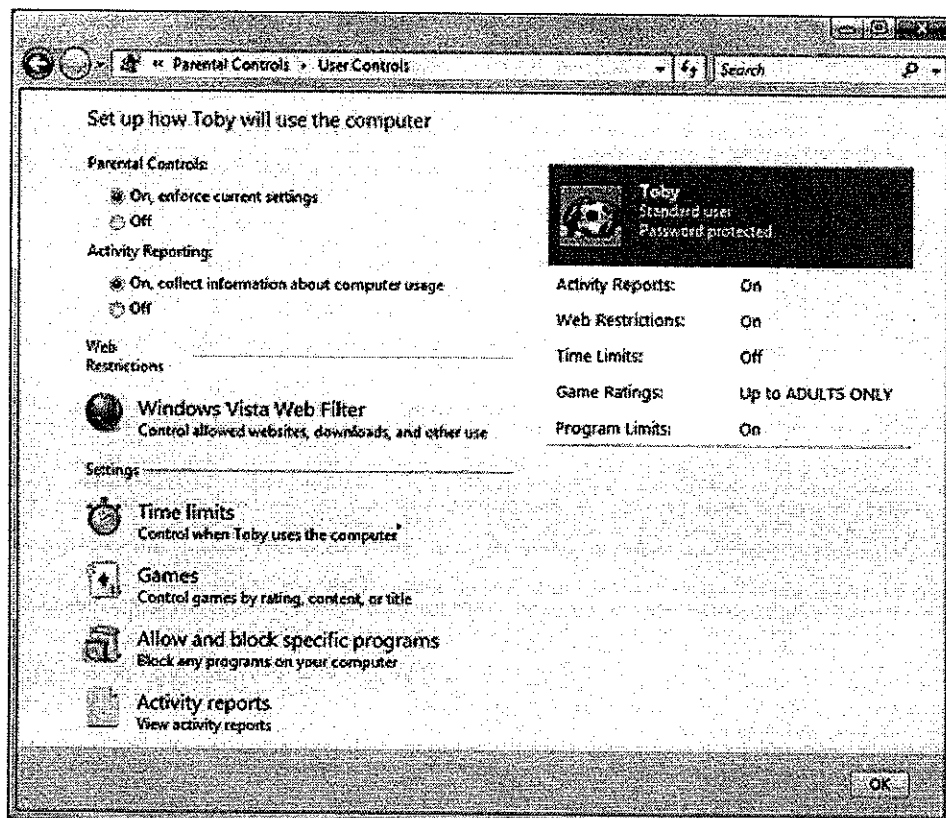 « Parental Controls › User Controls
Search
Set up how Toby will use the computer
Parental Controls:
On, enforce current settings
Off
Activity Reporting:
On, collect information about computer usage
Off
Web
Restrictions
Windows Vista Web Filter
Control allowed websites, downloads, and other use
Settings
Time limits
Control when Toby uses the computer
Games
Control games by rating, content, or title
Allow and block specific programs
Block any programs on your computer
Activity reports
View activity reports
Toby
Standard user
Password protected
Activity Reports: On
Web Restrictions: On
Time Limits: Off
Game Ratings: Up to ADULTS ONLY
Program Limits: On
OK